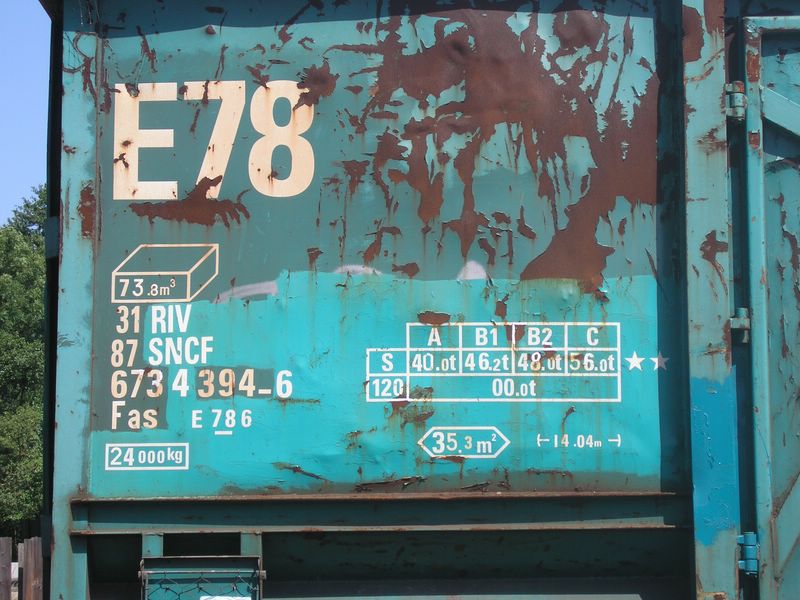 E78
73.8m³
31 RIV
87 SNCF
673 4 394-6
Fas E 786
24 000kg
A B1 B2 C
S 40.0t 46.2t 48.0t 56.0t ★★
120 00.0t
35.3 m² 14.04m